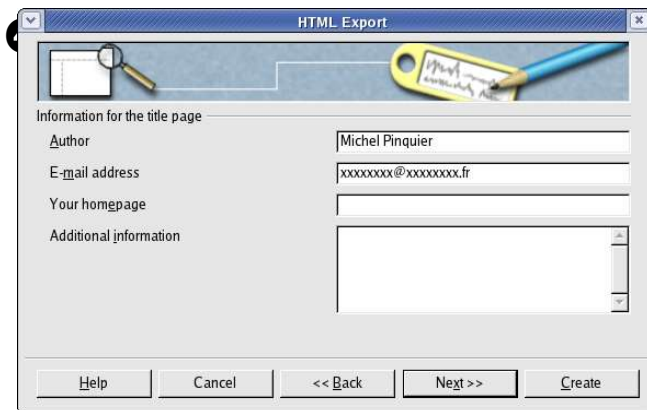 HTML Export
Information for the title page
Author Michel Pinquier
E-mail address xxxxxxxx@xxxxxxxx.fr
Your homepage
Additional information
Help Cancel << Back Next >> Create